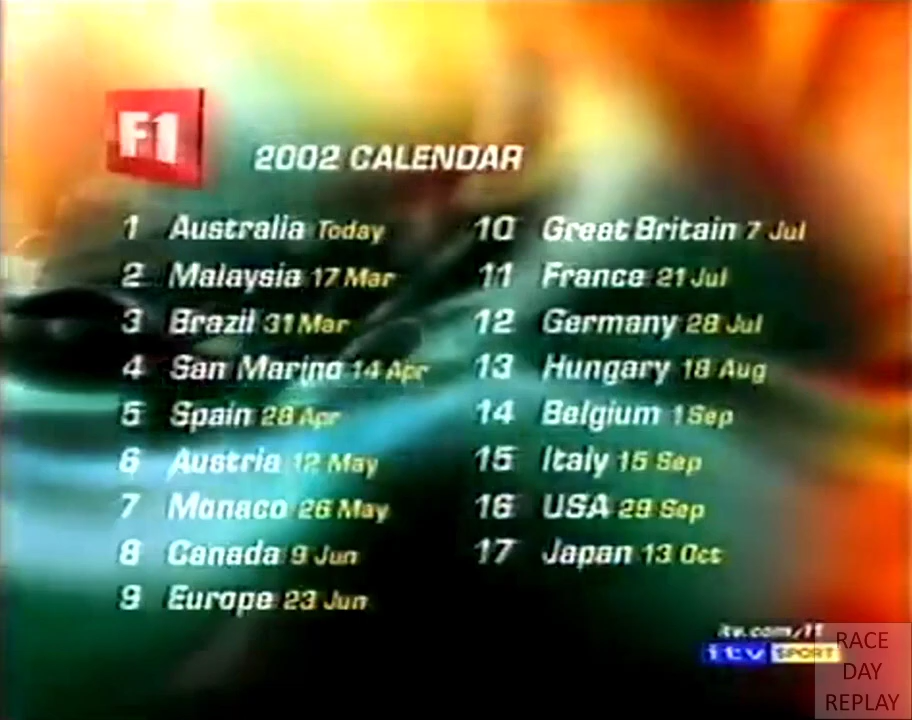 F1
2002 CALENDAR
1 Australia Today
2 Malaysia 17 Mar
3 Brazil 31 Mar
4 San Marino 14 Apr
5 Spain 28 Apr
6 Austria 12 May
7 Monaco 26 May
8 Canada 9 Jun
9 Europe 23 Jun
10 Great Britain 7 Jul
11 France 21 Jul
12 Germany 28 Jul
13 Hungary 18 Aug
14 Belgium 1 Sep
15 Italy 15 Sep
16 USA 29 Sep
17 Japan 13 Oct
itv.com/f1
itv SPORT
RACE
DAY
REPLAY